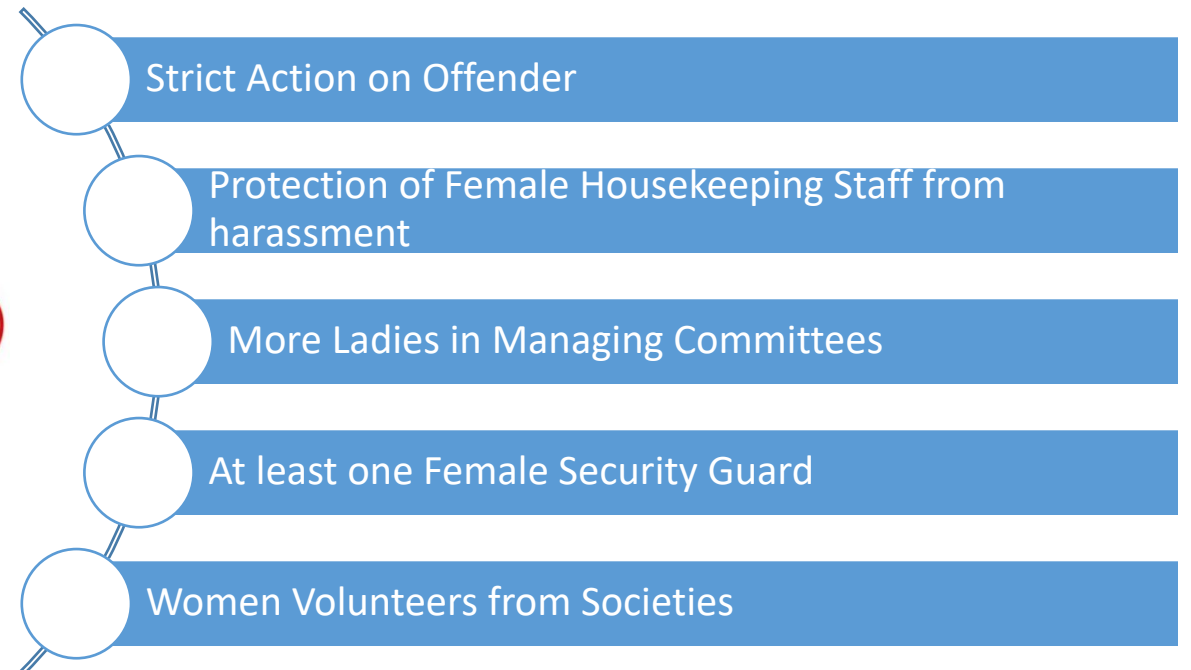 Strict Action on Offender
Protection of Female Housekeeping Staff from
harassment
More Ladies in Managing Committees
At least one Female Security Guard
Women Volunteers from Societies